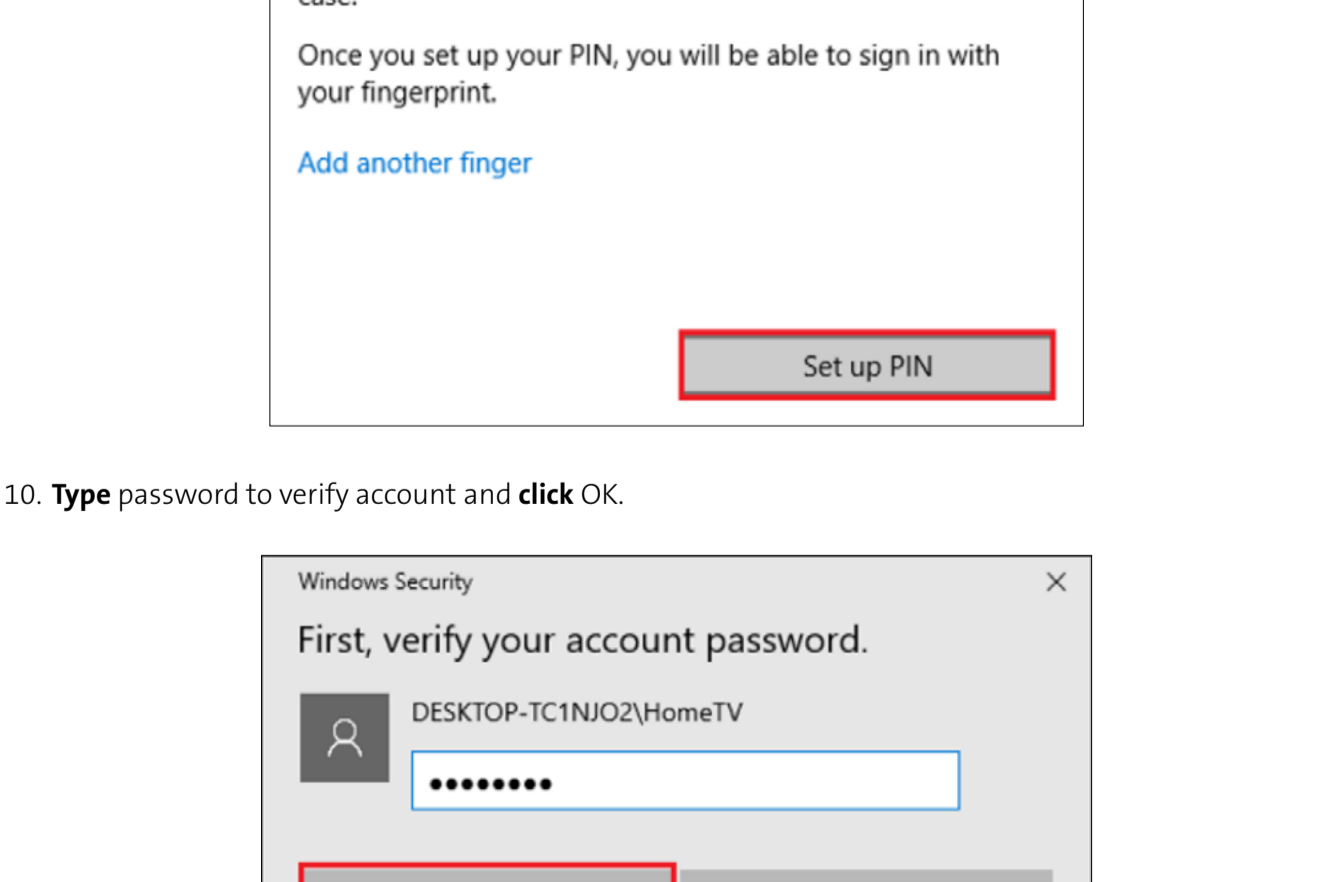 case.
Once you set up your PIN, you will be able to sign in with
your fingerprint.
Add another finger
Set up PIN
10. Type password to verify account and click OK.
Windows Security
First, verify your account password.
DESKTOP-TC1NJO2\HomeTV
••••••••